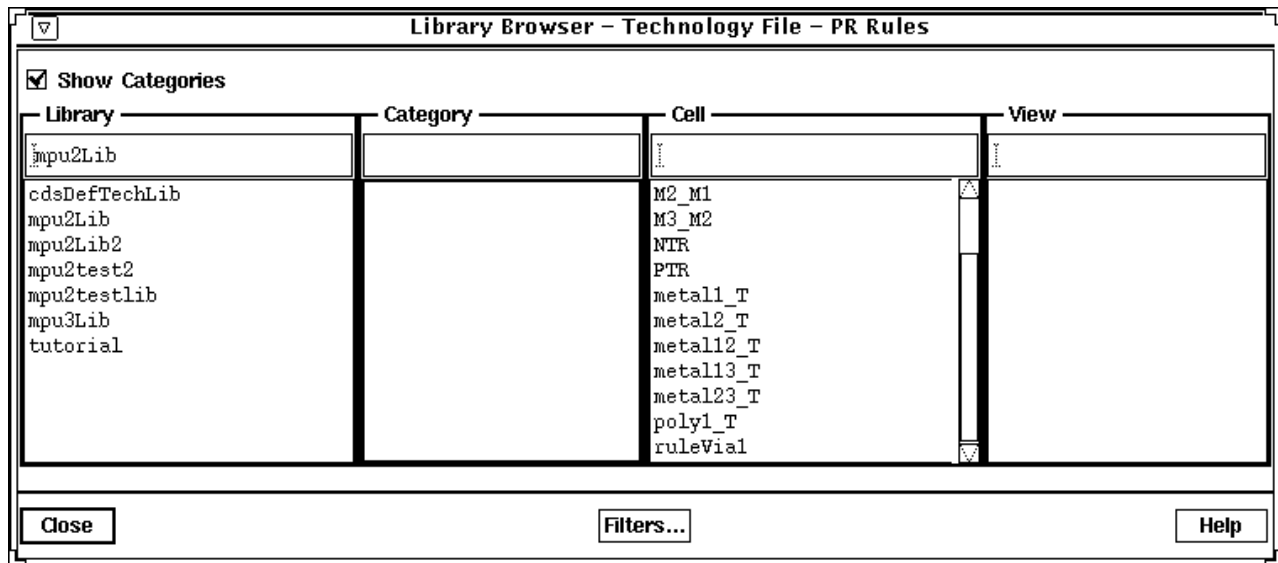 Library Browser – Technology File – PR Rules
Show Categories
Library
Category
Cell
View
mpu2Lib
cdsDefTechLib
mpu2Lib
mpu2Lib2
mpu2test2
mpu2testlib
mpu3Lib
tutorial
M2_M1
M3_M2
NTR
PTR
metal1_T
metal2_T
metal12_T
metal13_T
metal23_T
poly1_T
ruleVia1
Close
Filters...
Help